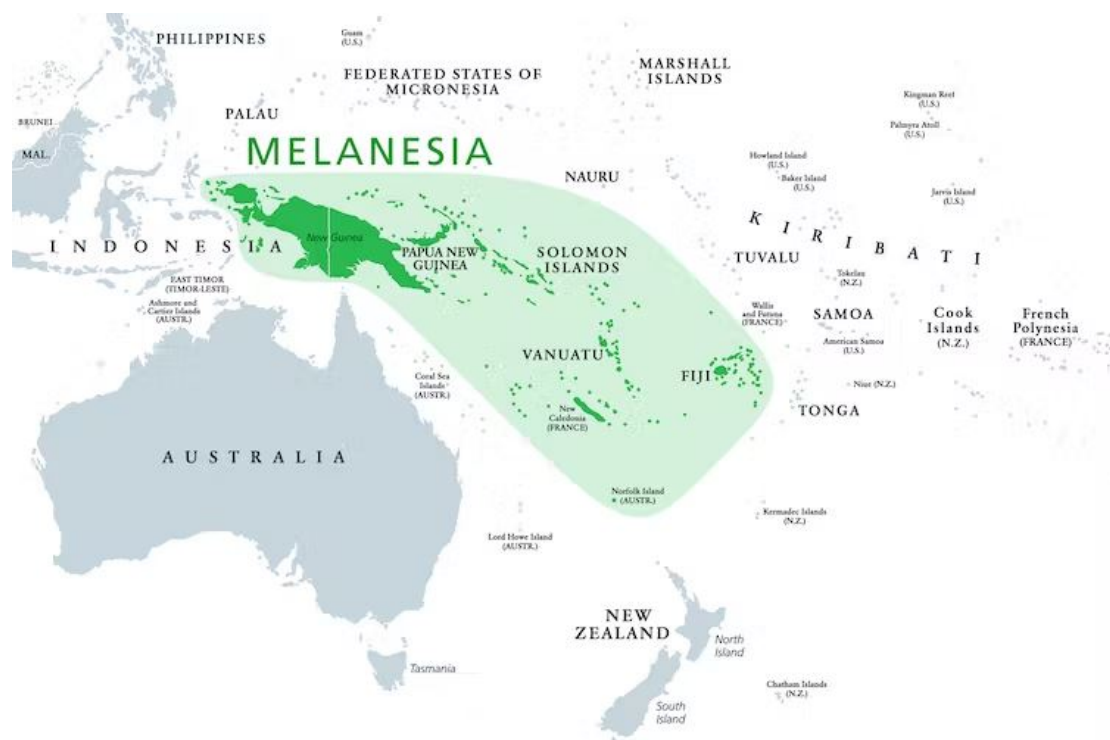 PHILIPPINES
Guam
(U.S.)
MARSHALL
ISLANDS
FEDERATED STATES OF
MICRONESIA
PALAU
Kingman Reef
(U.S.)
Palmyra Atoll
(U.S.)
BRUNEI
MAL.
MELANESIA
Howland Island
(U.S.)
Baker Island
(U.S.)
NAURU
Jarvis Island
(U.S.)
KIRIBATI
INDONESIA
New Guinea
PAPUA NEW
GUINEA
SOLOMON
ISLANDS
TUVALU
Tokelau
(N.Z.)
EAST TIMOR
(TIMOR-LESTE)
Ashmore and
Cartier Islands
(AUSTR.)
Wallis
and Futuna
(FRANCE)
SAMOA
American Samoa
(U.S.)
Cook
Islands
(N.Z.)
French
Polynesia
(FRANCE)
VANUATU
FIJI
Coral Sea
Islands
(AUSTR.)
Niue (N.Z.)
New
Caledonia
(FRANCE)
TONGA
AUSTRALIA
Norfolk Island
(AUSTR.)
Kermadec Islands
(N.Z.)
Lord Howe Island
(AUSTR.)
NEW
ZEALAND
North
Island
Tasmania
Chatham Islands
(N.Z.)
South
Island